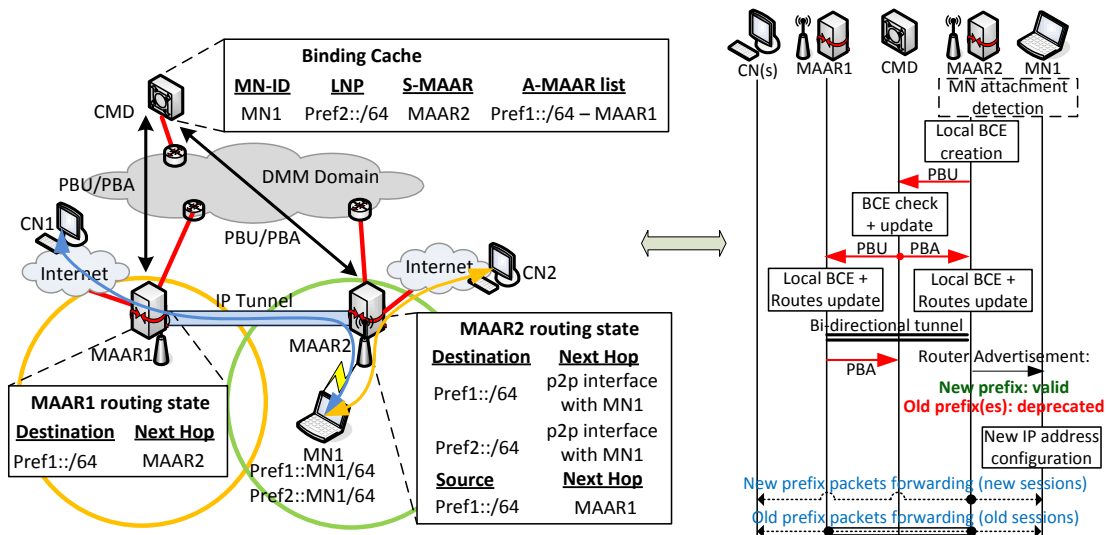 Binding Cache
MN-ID LNP S-MAAR A-MAAR list
MN1 Pref2::/64 MAAR2 Pref1::/64 – MAAR1
CMD
PBU/PBA
DMM Domain
PBU/PBA
CN1
Internet
Internet
CN2
IP Tunnel
MAAR1
MAAR2
MAAR1 routing state
Destination Next Hop
Pref1::/64 MAAR2
MN1
Pref1::MN1/64
Pref2::MN1/64
MAAR2 routing state
Destination Next Hop
Pref1::/64 p2p interface
with MN1
Pref2::/64 p2p interface
with MN1
Source Next Hop
Pref1::/64 MAAR1
CN(s) MAAR1 CMD MAAR2 MN1
MN attachment
detection
Local BCE
creation
PBU
BCE check
+ update
PBU PBA
Local BCE +
Routes update
Local BCE +
Routes update
Bi-directional tunnel
PBA
Router Advertisement:
New prefix: valid
Old prefix(es): deprecated
New IP address
configuration
New prefix packets forwarding (new sessions)
Old prefix packets forwarding (old sessions)